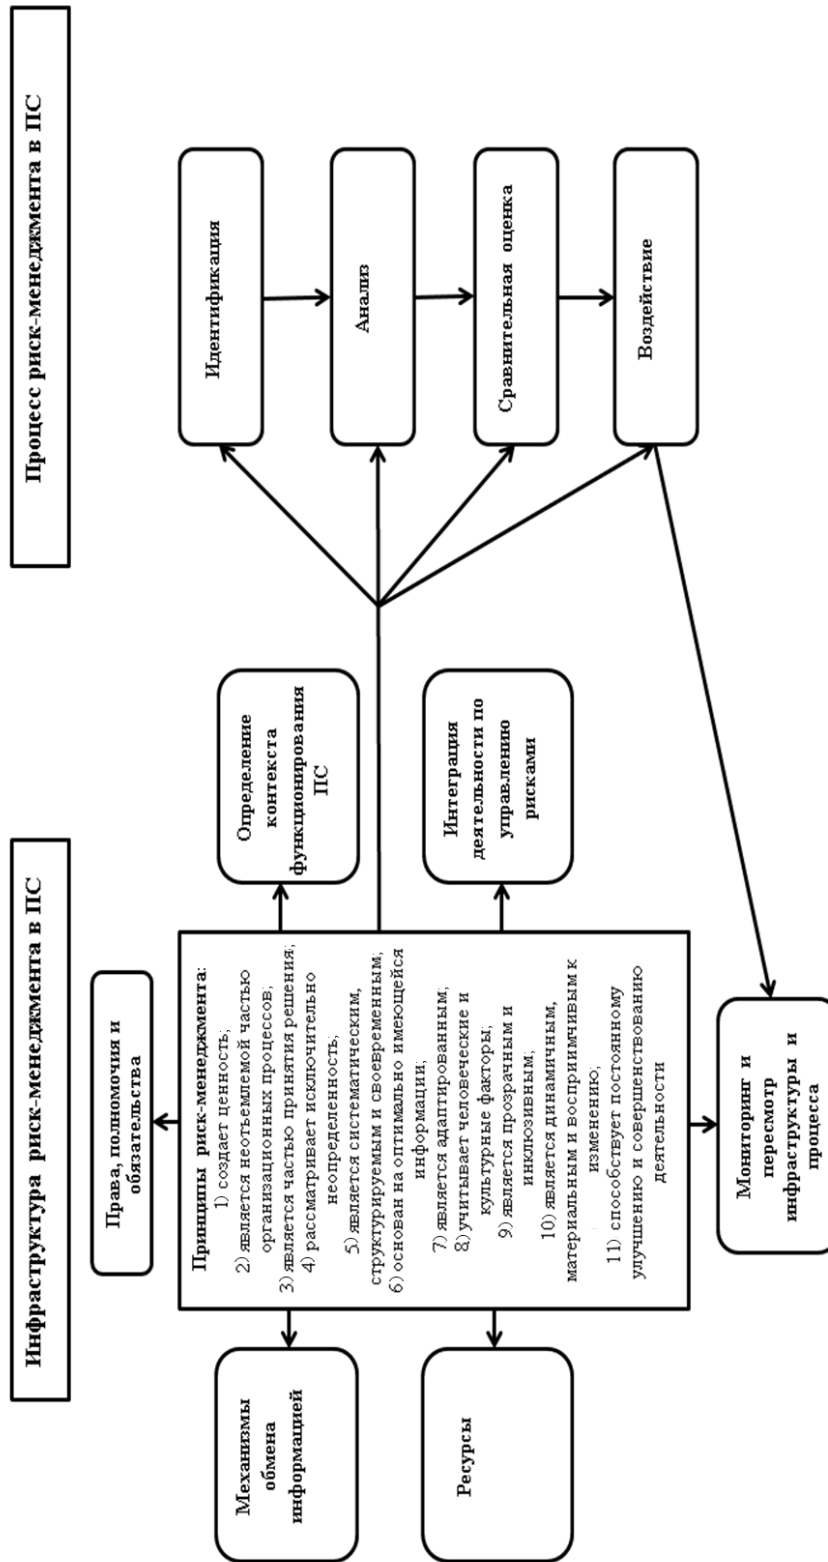 Инфраструктура риск-менеджмента в ПС
Процесс риск-менеджмента в ПС
Права, полномочия и
обязательства
Механизмы
обмена
информацией
Ресурсы
Принципы риск-менеджмента:
1) создает ценность;
2) является неотъемлемой частью
организационных процессов;
3) является частью принятия решения;
4) рассматривает исключительно
неопределенность;
5) является систематическим,
структурируемым и своевременным;
6) основан на оптимально имеющейся
информации;
7) является адаптированным;
8) учитывает человеческие и
культурные факторы;
9) является прозрачным и
инклюзивным;
10) является динамичным,
материальным и восприимчивым к
изменению;
11) способствует постоянному
улучшению и совершенствованию
деятельности
Определение
контекста
функционирования
ПС
Интеграция
деятельности по
управлению
рисками
Мониторинг и
пересмотр
инфраструктуры и
процесса
Идентификация
Анализ
Сравнительная оценка
Воздействие